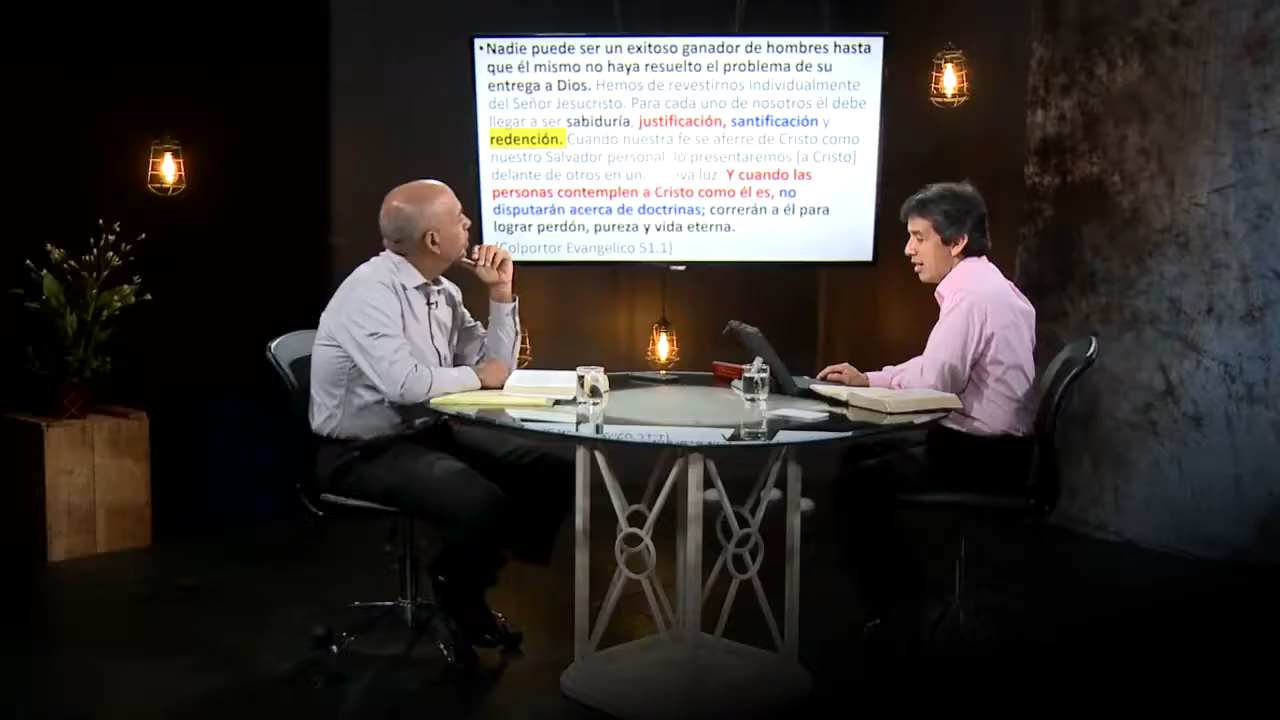 • Nadie puede ser un exitoso ganador de hombres hasta
que él mismo no haya resuelto el problema de su
entrega a Dios. Hemos de revestirnos individualmente
del Señor Jesucristo. Para cada uno de nosotros él debe
llegar a ser sabiduría, justificación, santificación y
redención. Cuando nuestra fe se aferre de Cristo como
nuestro Salvador personal lo presentaremos [a Cristo]
delante de otros en un luz. Y cuando las
personas contemplen a Cristo como él es, no
disputarán acerca de doctrinas; correrán a él para
lograr perdón, pureza y vida eterna.
(Colportor Evangelico 51.1)